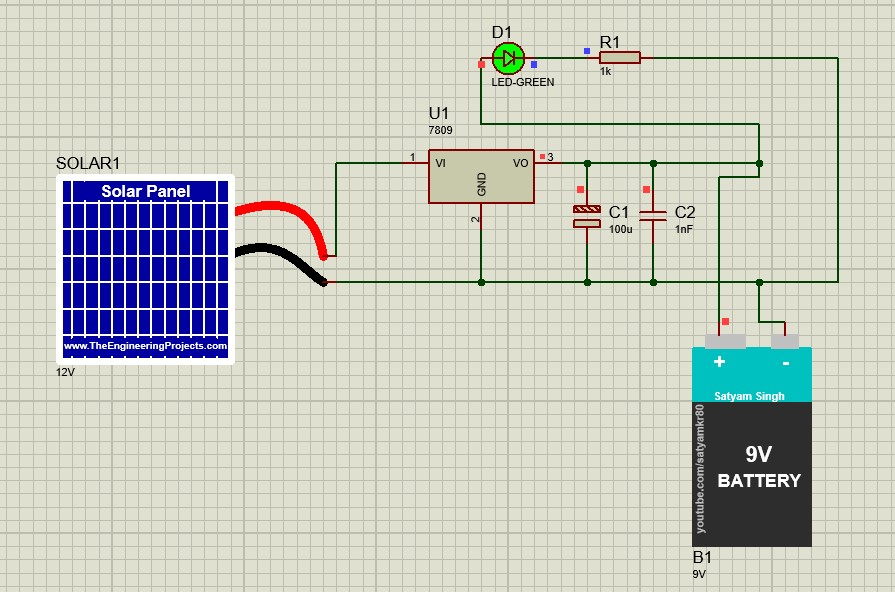 D1
R1
1k
LED-GREEN
U1
7809
SOLAR1
1
VI
VO
3
GND
2
Solar Panel
C1
100u
C2
1nF
www.TheEngineeringProjects.com
12V
+
-
Satyam Singh
youtube.com/satyamkr80
9V
BATTERY
B1
9V